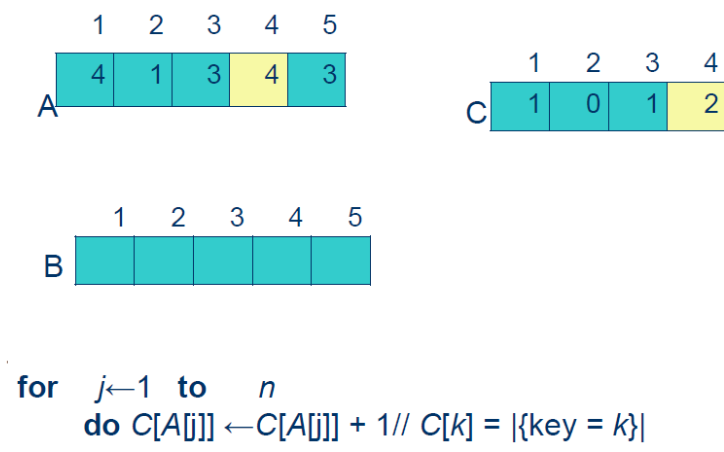 1 2 3 4 5
A 4 1 3 4 3
1 2 3 4
C 1 0 1 2
1 2 3 4 5
B
for j←1 to n
do C[A[j]] ←C[A[j]] + 1// C[k] = |{key = k}|